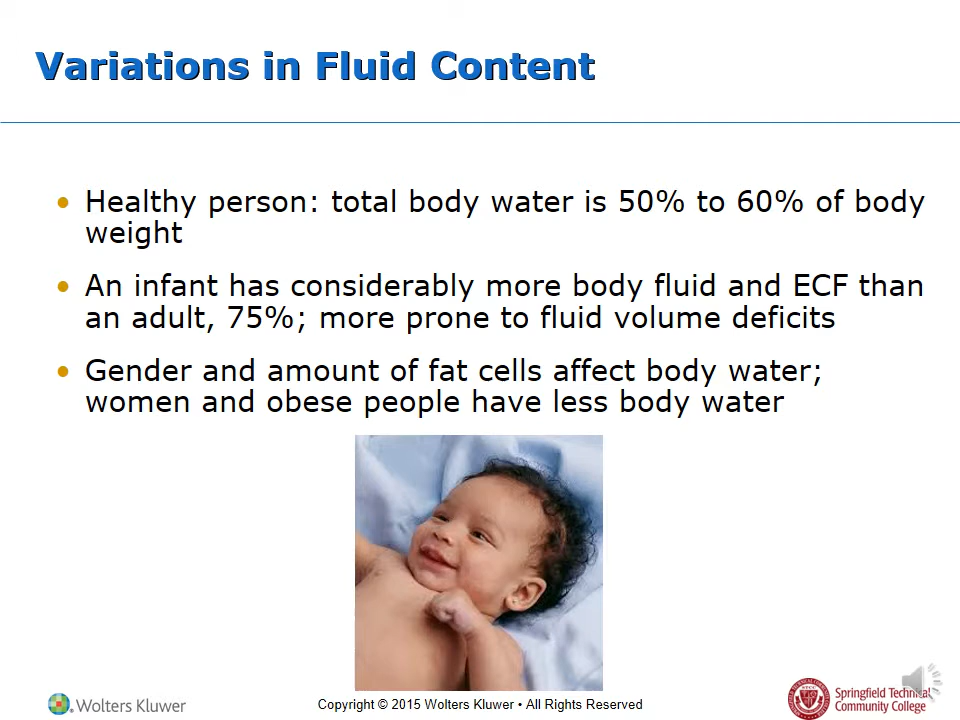 Variations in Fluid Content
• Healthy person: total body water is 50% to 60% of body
weight
• An infant has considerably more body fluid and ECF than
an adult, 75%; more prone to fluid volume deficits
• Gender and amount of fat cells affect body water;
women and obese people have less body water
Wolters Kluwer
Copyright © 2015 Wolters Kluwer • All Rights Reserved
Springfield Technical
Community College